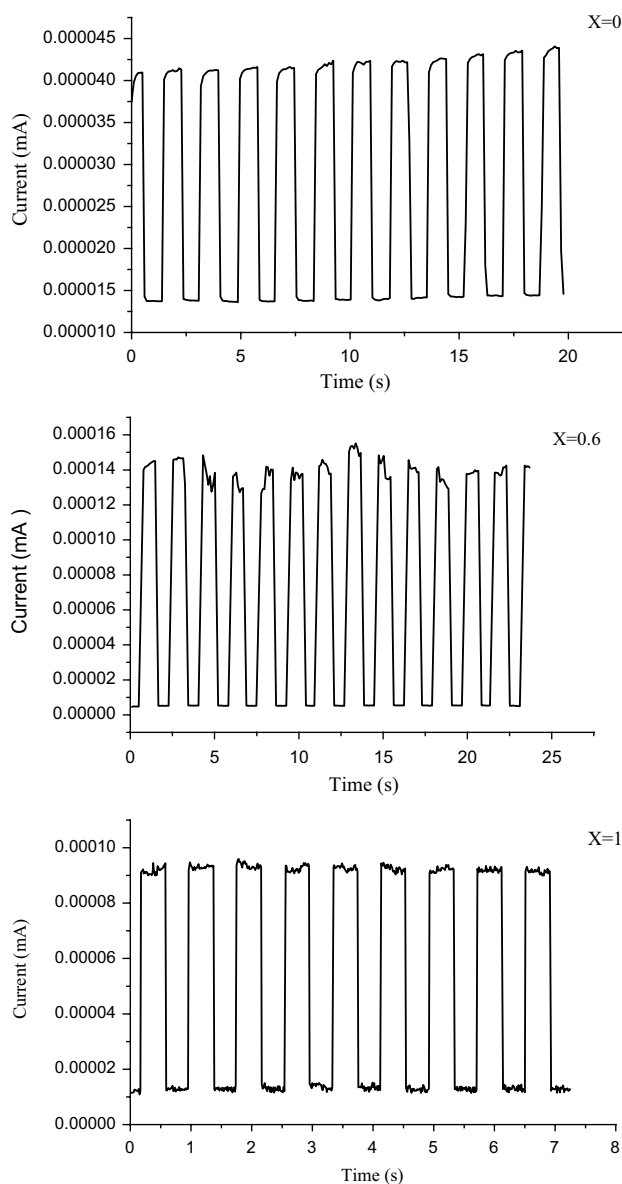 X=0
0.000045
0.000040
0.000035
0.000030
0.000025
0.000020
0.000015
0.000010
Current (mA)
0 5 10 15 20
Time (s)
X=0.6
0.00016
0.00014
0.00012
0.00010
0.00008
0.00006
0.00004
0.00002
0.00000
Current (mA )
0 5 10 15 20 25
Time (s)
X=1
0.00010
0.00008
0.00006
0.00004
0.00002
0.00000
Current (mA)
0 1 2 3 4 5 6 7 8
Time (s)